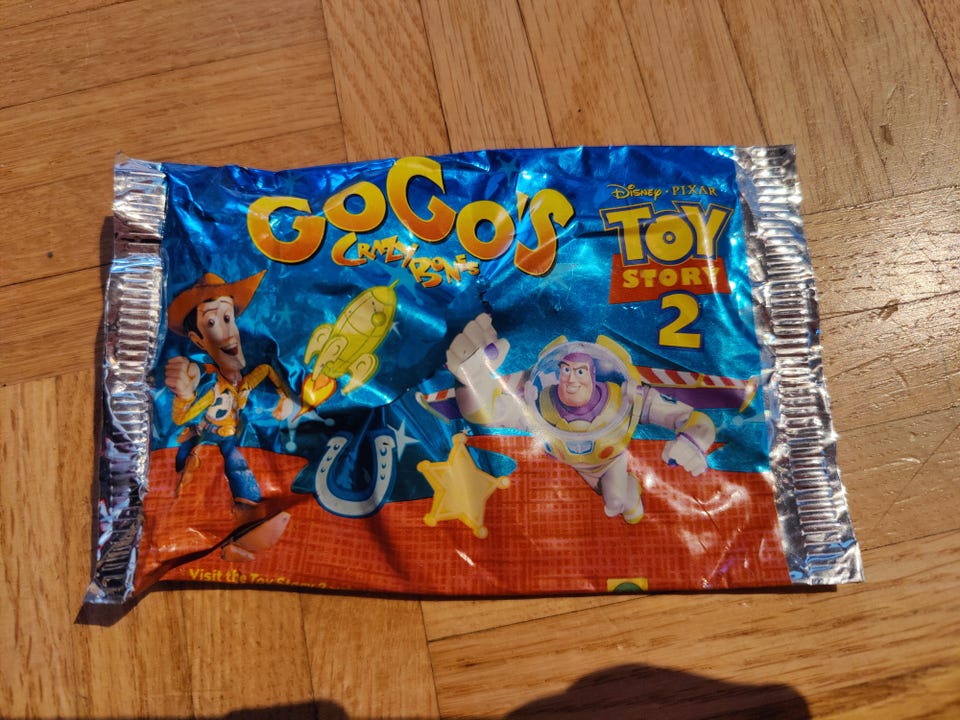 GOGO'S
CRAZY BONES
DISNEY · PIXAR
TOY
STORY
2
Visit the Toy Story 2